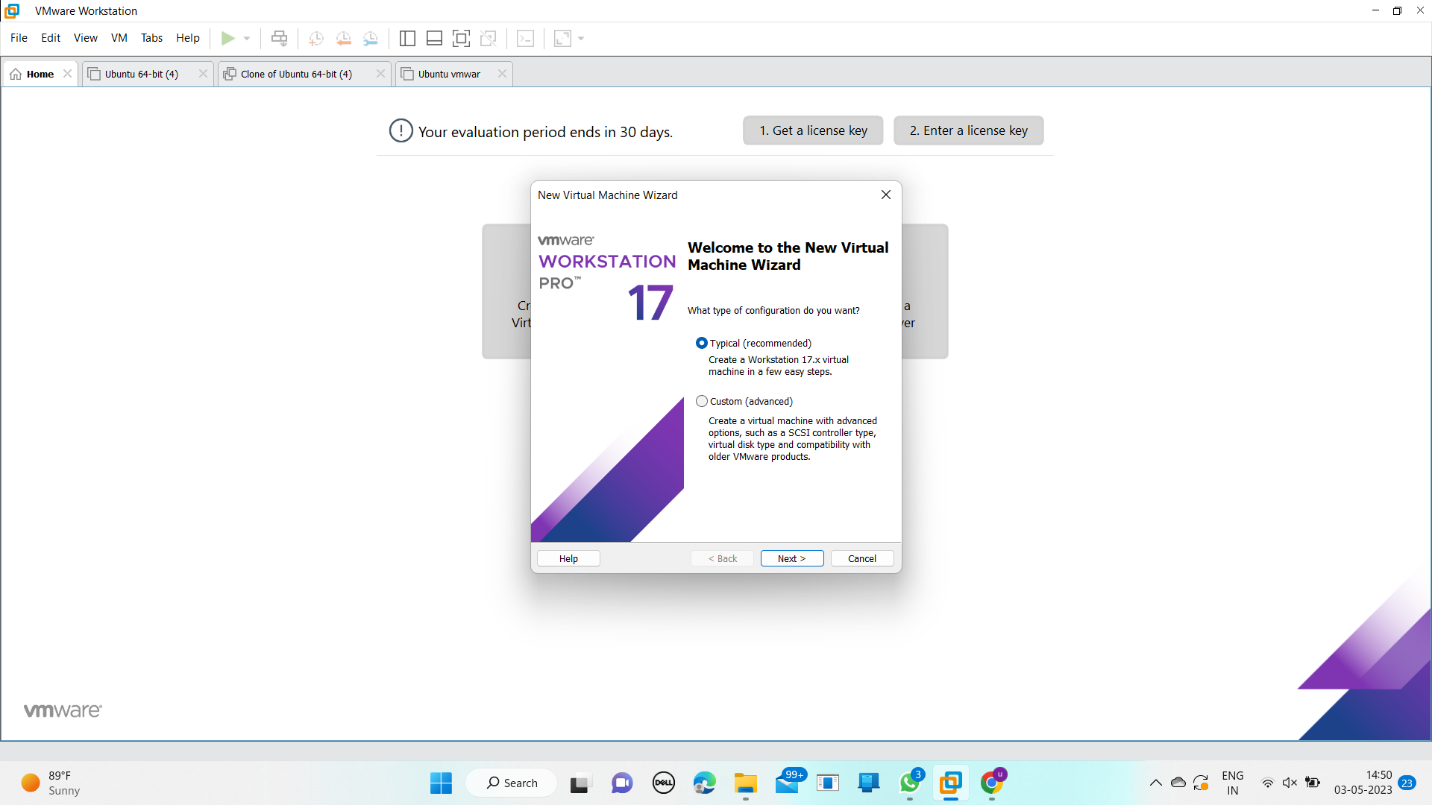 VMware Workstation
File Edit View VM Tabs Help
Home
Ubuntu 64-bit (4)
Clone of Ubuntu 64-bit (4)
Ubuntu vmwar
Your evaluation period ends in 30 days.
1. Get a license key
2. Enter a license key
New Virtual Machine Wizard
vmware
WORKSTATION
PRO™
17
Welcome to the New Virtual
Machine Wizard
What type of configuration do you want?
Typical (recommended)
Create a Workstation 17.x virtual
machine in a few easy steps.
Custom (advanced)
Create a virtual machine with advanced
options, such as a SCSI controller type,
virtual disk type and compatibility with
older VMware products.
Cr
Virt
a
ver
Help
< Back
Next >
Cancel
vmware
89°F
Sunny
Search
DELL
99+
3
u
ENG
IN
14:50
03-05-2023
23